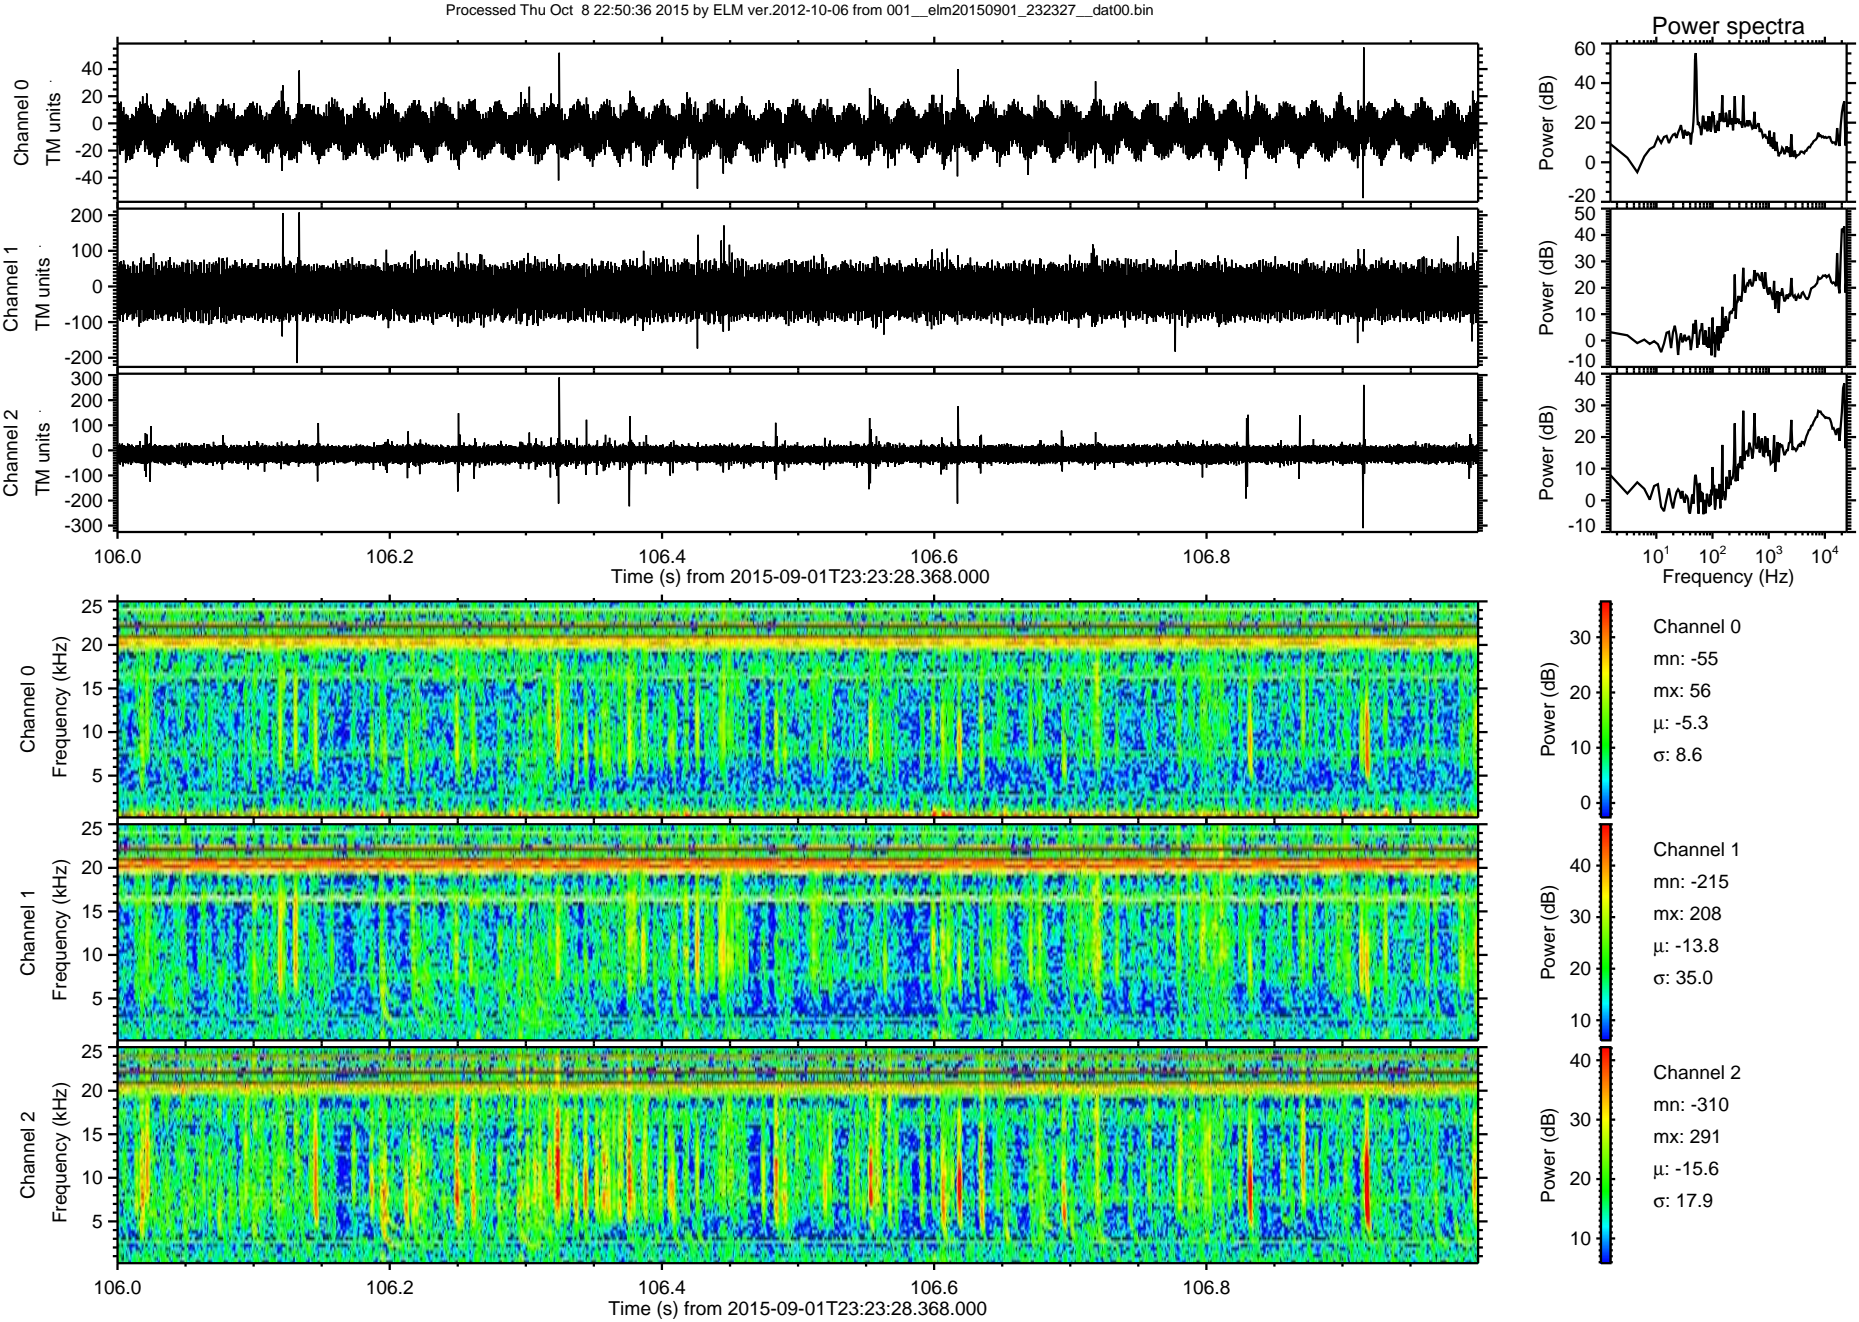 Processed Thu Oct  8 22:50:36 2015 by ELM ver.2012-10-06 from 001__elm20150901_232327__dat00.bin
Power spectra
Channel 0
TM units
40
20
0
-20
-40
Power (dB)
60
40
20
0
-20
Channel 1
TM units
200
100
0
-100
-200
Power (dB)
50
40
30
20
10
0
-10
Channel 2
TM units
300
200
100
0
-100
-200
-300
Power (dB)
40
30
20
10
0
-10
106.0 106.2 106.4 106.6 106.8
Time (s) from 2015-09-01T23:23:28.368.000
10¹ 10² 10³ 10⁴
Frequency (Hz)
Channel 0
Frequency (kHz)
25
20
15
10
5
Power (dB)
30
20
10
0
Channel 0
mn: -55
mx: 56
μ: -5.3
σ: 8.6
Channel 1
Frequency (kHz)
25
20
15
10
5
Power (dB)
40
30
20
10
Channel 1
mn: -215
mx: 208
μ: -13.8
σ: 35.0
Channel 2
Frequency (kHz)
25
20
15
10
5
Power (dB)
40
30
20
10
Channel 2
mn: -310
mx: 291
μ: -15.6
σ: 17.9
106.0 106.2 106.4 106.6 106.8
Time (s) from 2015-09-01T23:23:28.368.000